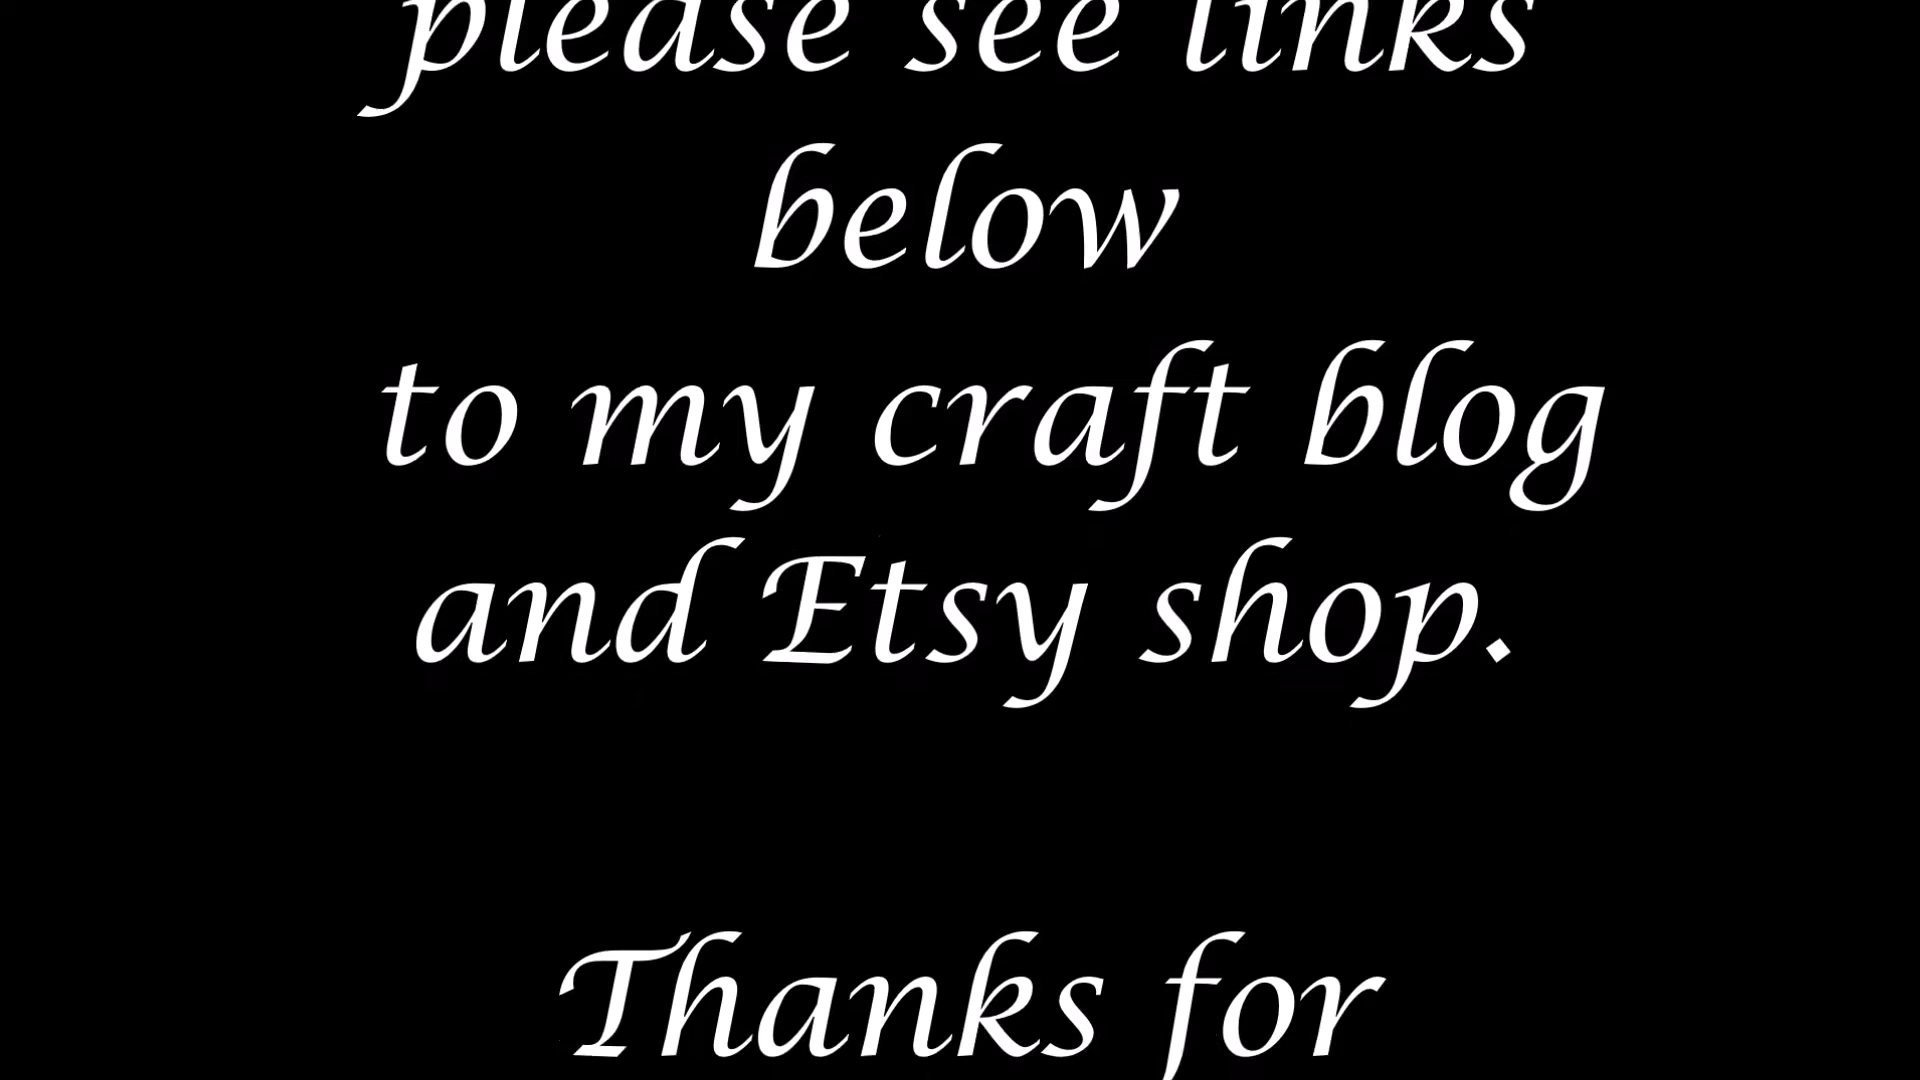 please see links
below
to my craft blog
and Etsy shop.
Thanks for